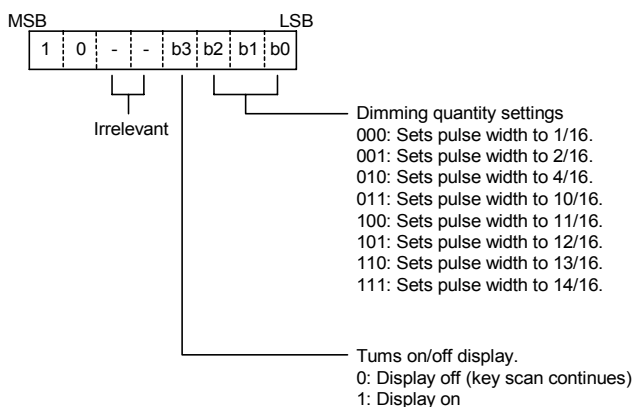 MSB LSB
1 0 - - b3 b2 b1 b0
Irrelevant
Dimming quantity settings
000: Sets pulse width to 1/16.
001: Sets pulse width to 2/16.
010: Sets pulse width to 4/16.
011: Sets pulse width to 10/16.
100: Sets pulse width to 11/16.
101: Sets pulse width to 12/16.
110: Sets pulse width to 13/16.
111: Sets pulse width to 14/16.
Tums on/off display.
0: Display off (key scan continues)
1: Display on